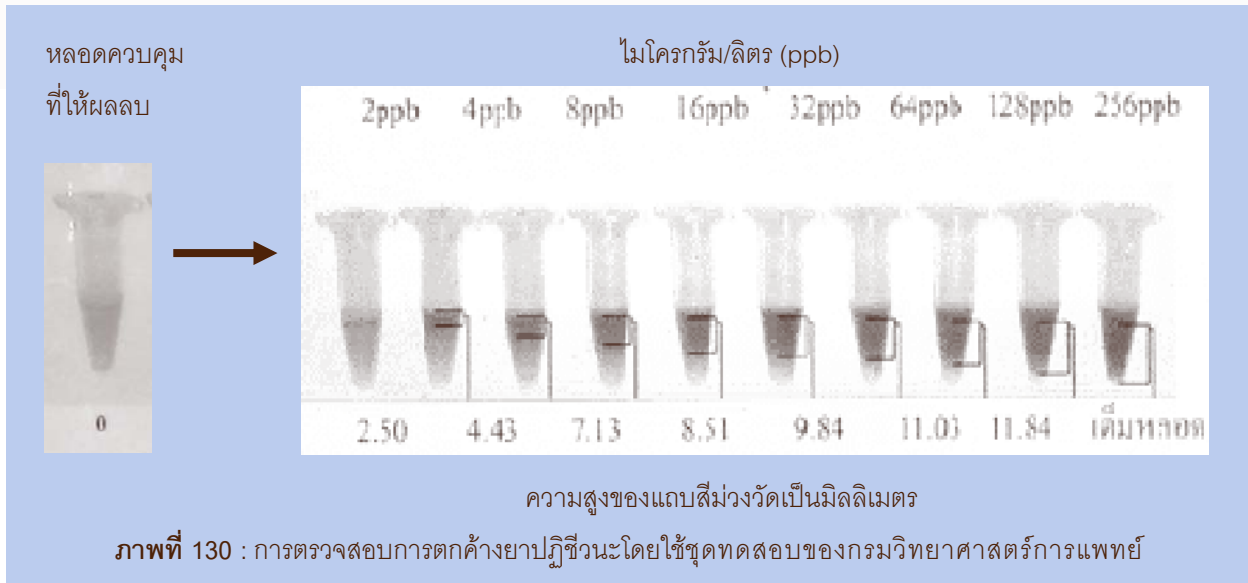 หลอดควบคุม
ที่ให้ผลลบ
ไมโครกรัม/ลิตร (ppb)
2ppb 4ppb 8ppb 16ppb 32ppb 64ppb 128ppb 256ppb
0
2.50 4.43 7.13 8.51 9.84 11.03 11.84 เต็มหลอด
ความสูงของแถบสีม่วงวัดเป็นมิลลิเมตร
ภาพที่ 130 : การตรวจสอบการตกค้างยาปฏิชีวนะโดยใช้ชุดทดสอบของกรมวิทยาศาสตร์การแพทย์